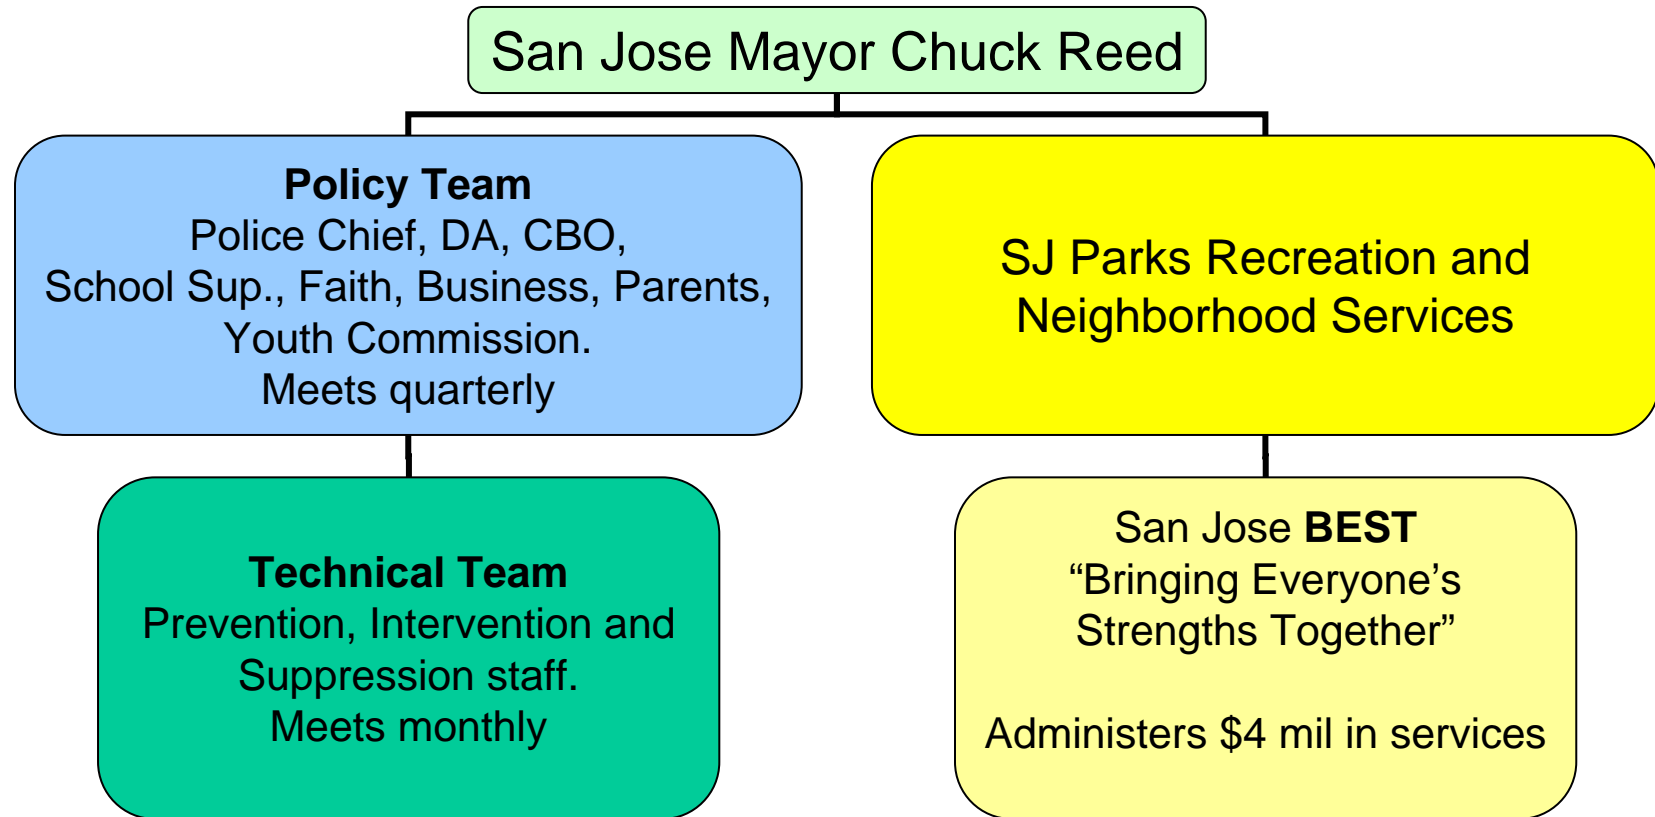 San Jose Mayor Chuck Reed
Policy Team
Police Chief, DA, CBO,
School Sup., Faith, Business, Parents,
Youth Commission.
Meets quarterly
SJ Parks Recreation and
Neighborhood Services
Technical Team
Prevention, Intervention and
Suppression staff.
Meets monthly
San Jose BEST
“Bringing Everyone’s
Strengths Together”
Administers $4 mil in services